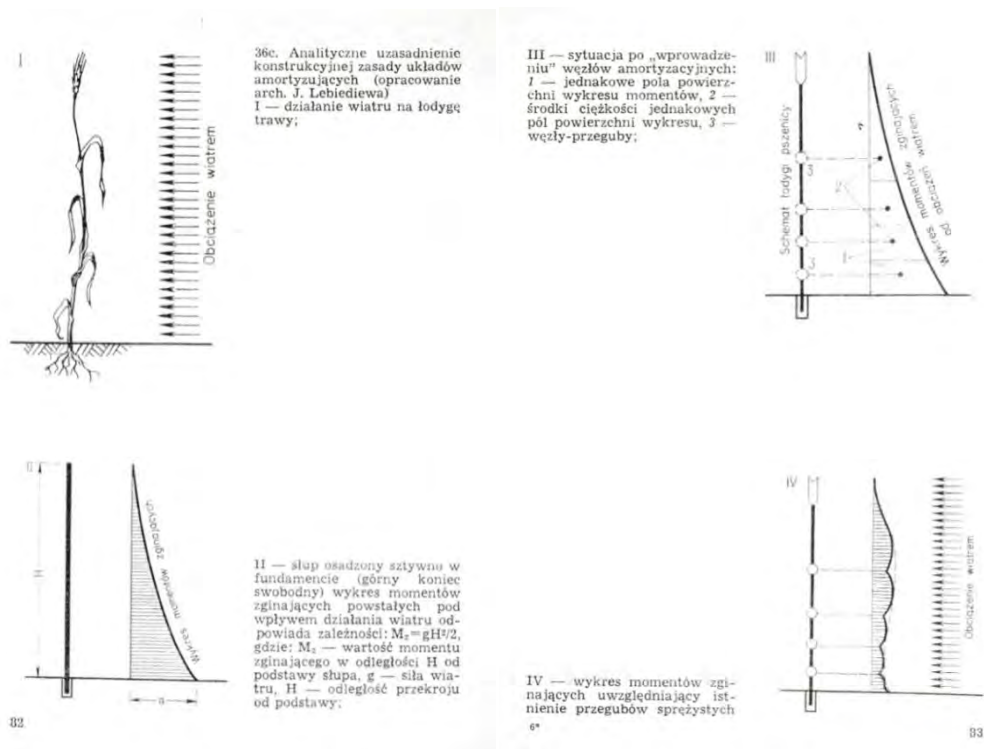 I
Obciążenie wiatrem
36c. Analityczne uzasadnienie
konstrukcyjnej zasady układów
amortyzujących (opracowanie
arch. J. Lebiediewa)
I — działanie wiatru na łodygę
trawy;
II
H
Wykres momentów zginających
a
II — słup osadzony sztywno w
fundamencie (górny koniec
swobodny) wykres momentów
zginających powstałych pod
wpływem działania wiatru od-
powiada zależności: M₂=gH²/2,
gdzie: M₂ — wartość momentu
zginającego w odległości H od
podstawy słupa, g — siła wia-
tru, H — odległość przekroju
od podstawy;
82
III — sytuacja po „wprowadze-
niu” węzłów amortyzacyjnych:
1 — jednakowe pola powierz-
chni wykresu momentów, 2 —
środki ciężkości jednakowych
pól powierzchni wykresu, 3 —
węzły-przeguby;
III
Schemat łodygi pszenicy
3
3
2
1
Wykres momentów zginających
od obciążeń wiatrem
IV
Obciążenie wiatrem
IV — wykres momentów zgi-
nających uwzględniający ist-
nienie przegubów sprężystych
6*
83